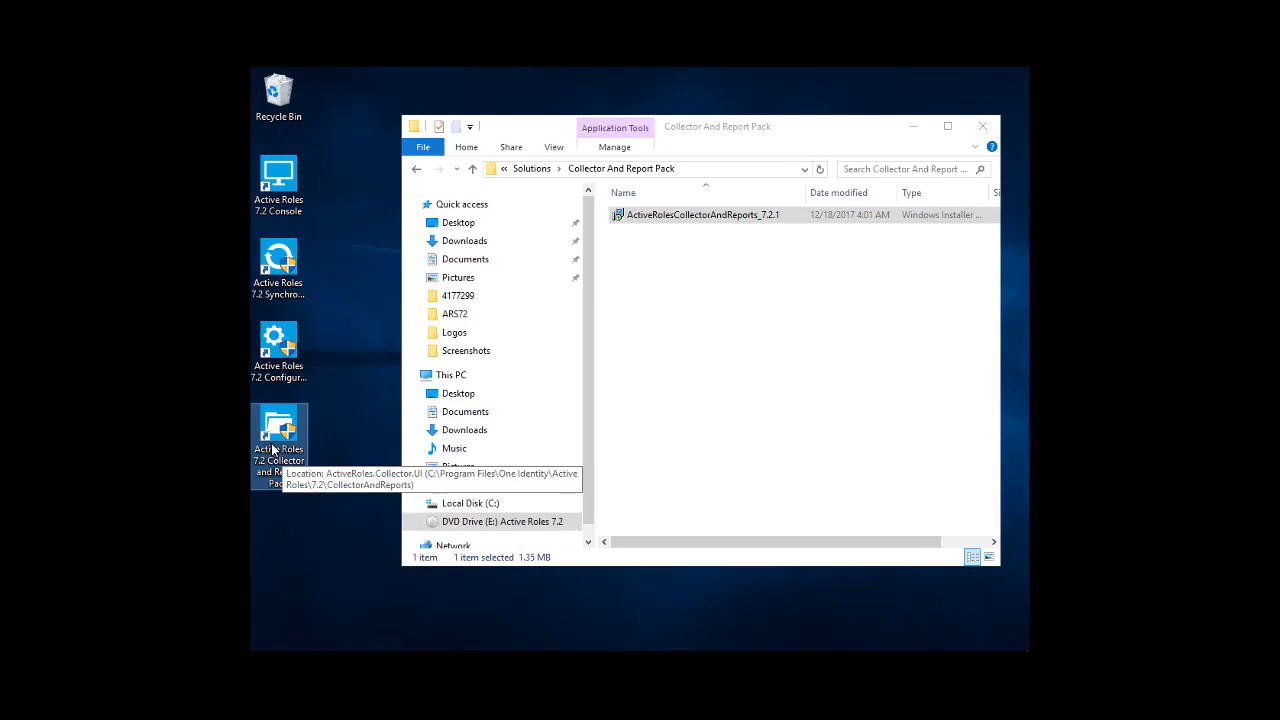 Recycle Bin
Active Roles
7.2 Console
Active Roles
7.2 Synchro...
Active Roles
7.2 Configur...
Active Roles
7.2 Collector
and
Location: ActiveRoles.Collector.UI (C:\Program Files\One Identity\Active
Roles\7.2\CollectorAndReports)
Application Tools
Collector And Report Pack
File
Home
Share
View
Manage
« Solutions > Collector And Report Pack
Search Collector And Report ...
Quick access
Desktop
Downloads
Documents
Pictures
4177299
ARS72
Logos
Screenshots
This PC
Desktop
Documents
Downloads
Music
Pictures
Local Disk (C:)
DVD Drive (E:) Active Roles 7.2
Network
Name
Date modified
Type
Si
ActiveRolesCollectorAndReports_7.2.1
12/18/2017 4:01 AM
Windows Installer ...
1 item
1 item selected 1.35 MB